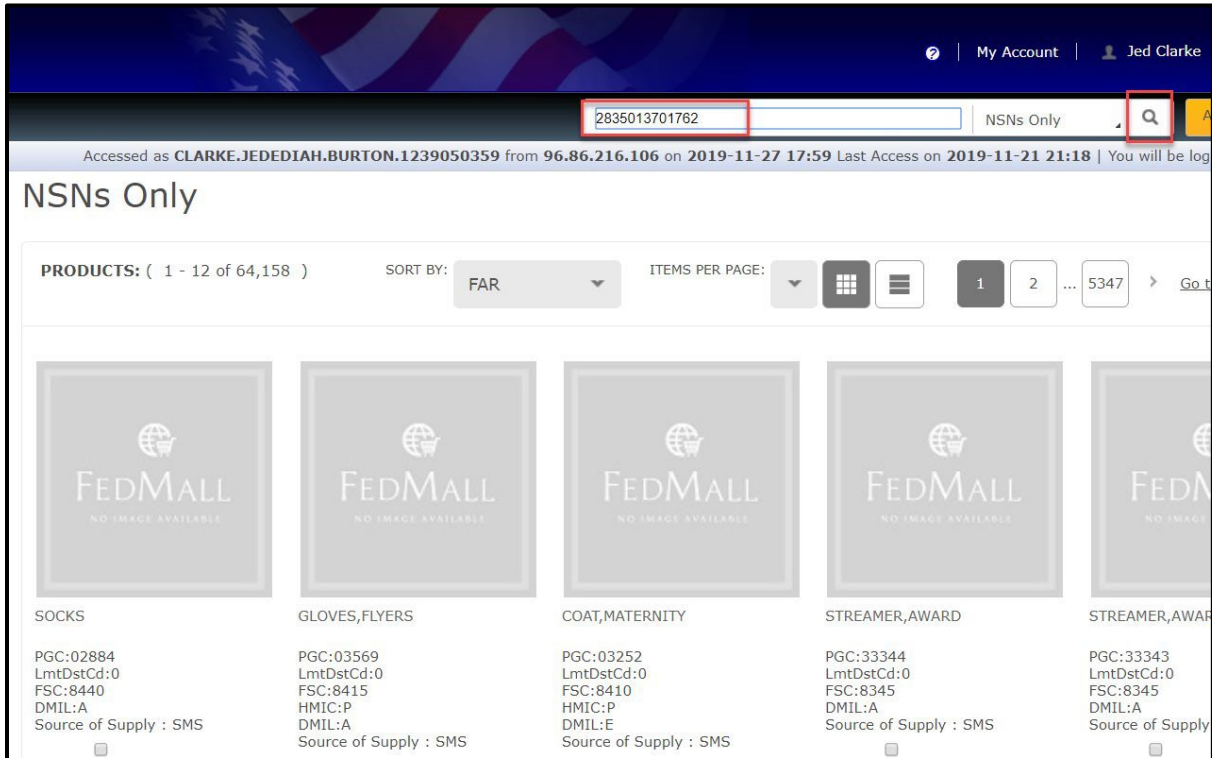 ? | My Account | Jed Clarke
2835013701762 NSNs Only
Accessed as CLARKE.JEDEDIAH.BURTON.1239050359 from 96.86.216.106 on 2019-11-27 17:59 Last Access on 2019-11-21 21:18 | You will be log
NSNs Only
PRODUCTS: ( 1 - 12 of 64,158 ) SORT BY: FAR ITEMS PER PAGE: 1 2 ... 5347 > Go t
FEDMALL FEDMALL FEDMALL FEDMALL FEDM
NO IMAGE AVAILABLE NO IMAGE AVAILABLE NO IMAGE AVAILABLE NO IMAGE AVAILABLE NO IMAGE
SOCKS GLOVES,FLYERS COAT,MATERNITY STREAMER,AWARD STREAMER,AWAR
PGC:02884 PGC:03569 PGC:03252 PGC:33344 PGC:33343
LmtDstCd:0 LmtDstCd:0 LmtDstCd:0 LmtDstCd:0 LmtDstCd:0
FSC:8440 FSC:8415 FSC:8410 FSC:8345 FSC:8345
DMIL:A HMIC:P HMIC:P DMIL:A DMIL:A
Source of Supply : SMS DMIL:A DMIL:E Source of Supply : SMS Source of Supply
Source of Supply : SMS Source of Supply : SMS